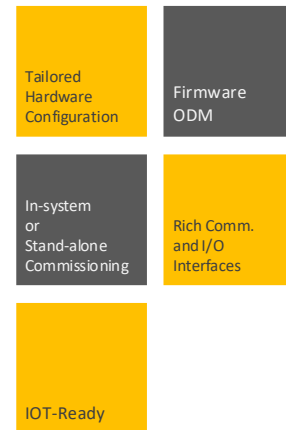 Tailored
Hardware
Configuration
Firmware
ODM
In-system
or
Stand-alone
Commissioning
Rich Comm.
and I/O
Interfaces
IOT-Ready